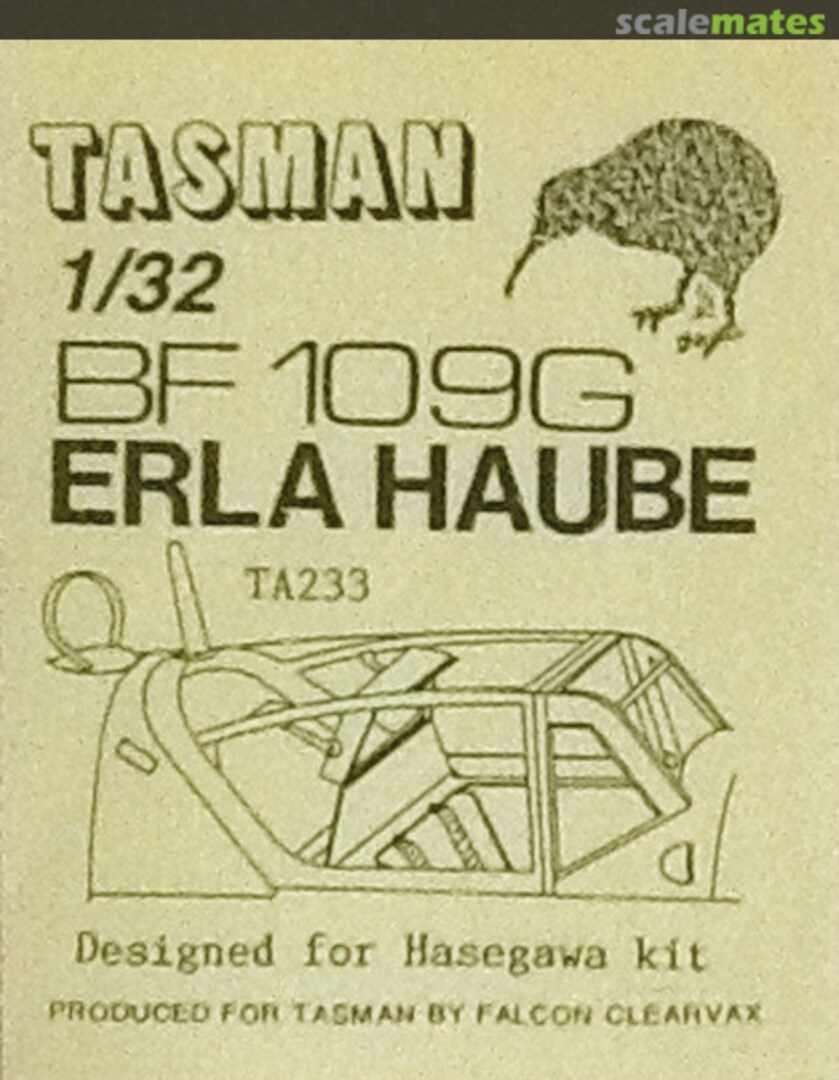 scalemates
TASMAN
1/32
BF 109G
ERLA HAUBE
TA233
Designed for Hasegawa kit
PRODUCED FOR TASMAN BY FALCON CLEARVAX